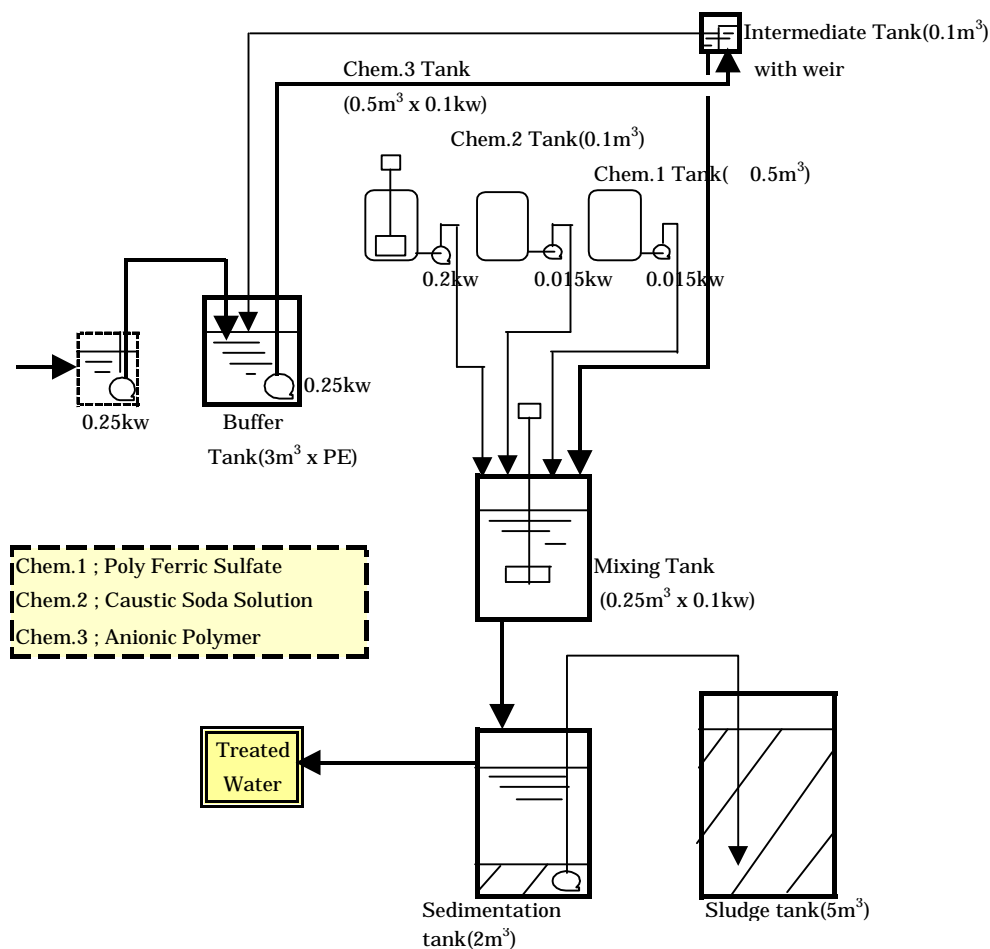 Intermediate Tank(0.1m³)
with weir
Chem.3 Tank
(0.5m³ x 0.1kw)
Chem.2 Tank(0.1m³)
Chem.1 Tank( 0.5m³)
0.2kw
0.015kw
0.015kw
0.25kw
0.25kw
Buffer
Tank(3m³ x PE)
Chem.1 ; Poly Ferric Sulfate
Chem.2 ; Caustic Soda Solution
Chem.3 ; Anionic Polymer
Mixing Tank
(0.25m³ x 0.1kw)
Treated
Water
Sedimentation
tank(2m³)
Sludge tank(5m³)